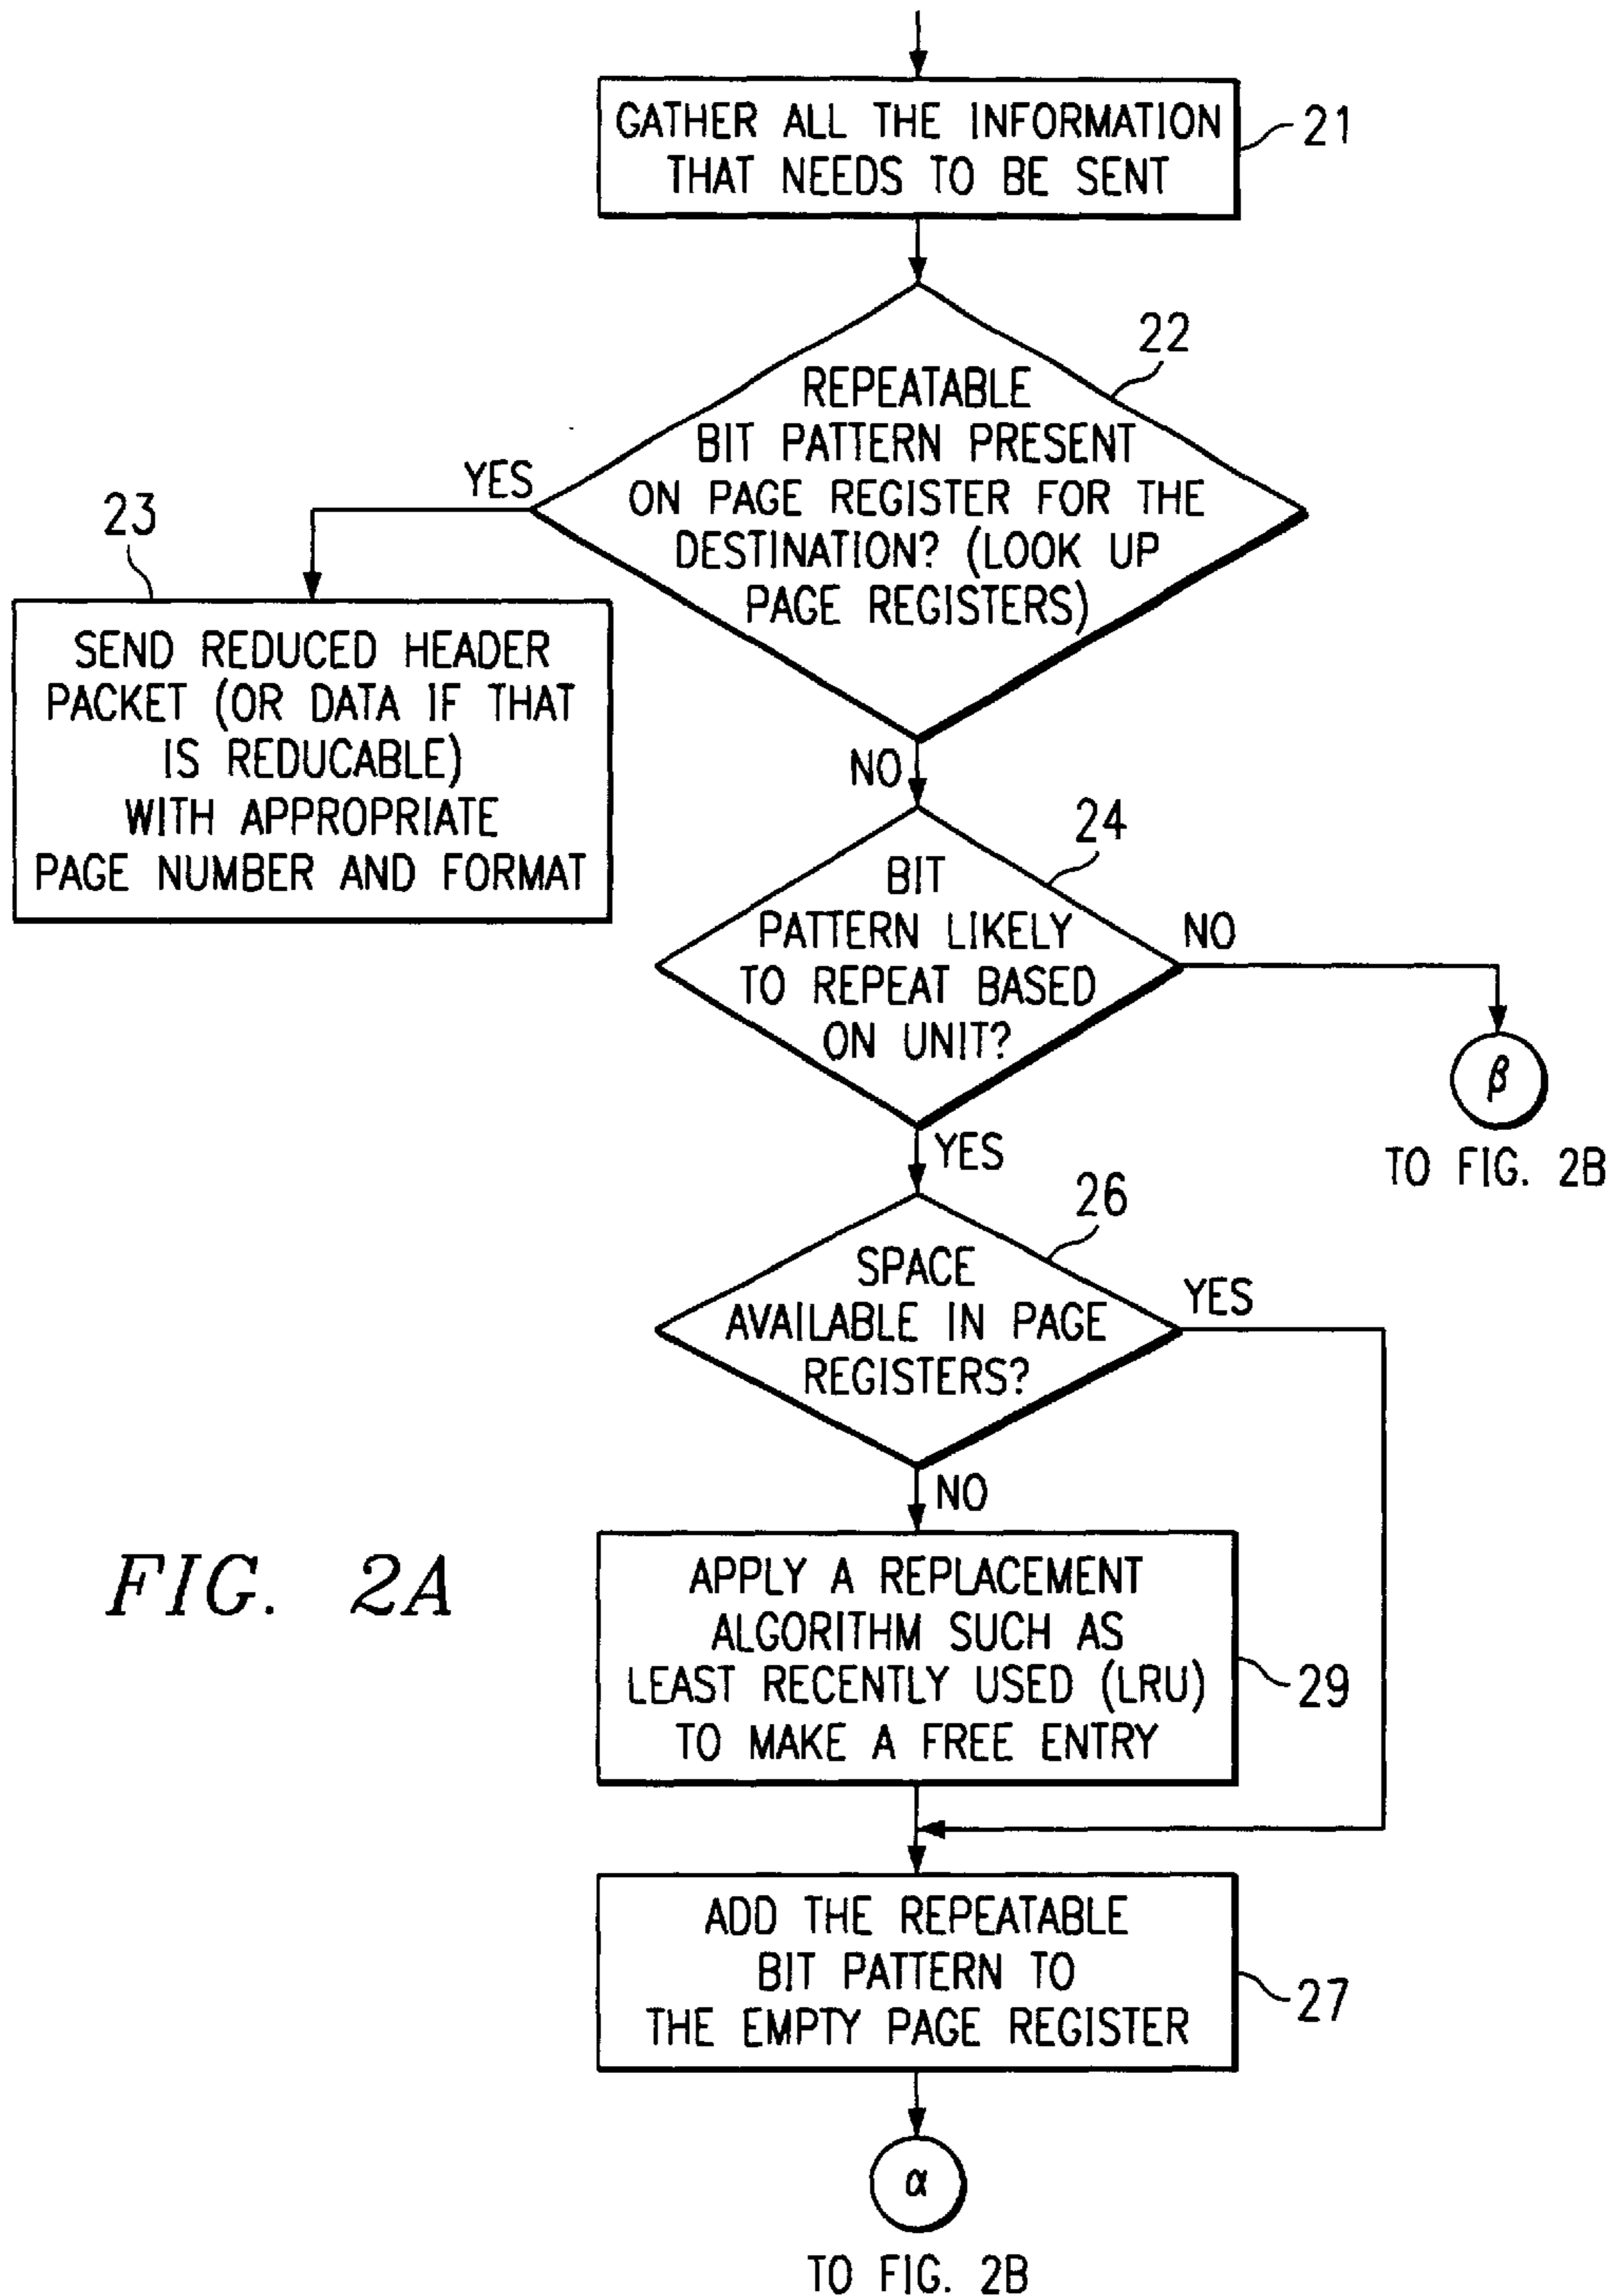 GATHER ALL THE INFORMATION
THAT NEEDS TO BE SENT
21
22
REPEATABLE
BIT PATTERN PRESENT
ON PAGE REGISTER FOR THE
DESTINATION? (LOOK UP
PAGE REGISTERS)
YES
23
SEND REDUCED HEADER
PACKET (OR DATA IF THAT
IS REDUCABLE)
WITH APPROPRIATE
PAGE NUMBER AND FORMAT
NO
24
BIT
PATTERN LIKELY
TO REPEAT BASED
ON UNIT?
NO
β
TO FIG. 2B
YES
26
SPACE
AVAILABLE IN PAGE
REGISTERS?
YES
NO
FIG. 2A
APPLY A REPLACEMENT
ALGORITHM SUCH AS
LEAST RECENTLY USED (LRU)
TO MAKE A FREE ENTRY
29
ADD THE REPEATABLE
BIT PATTERN TO
THE EMPTY PAGE REGISTER
27
α
TO FIG. 2B